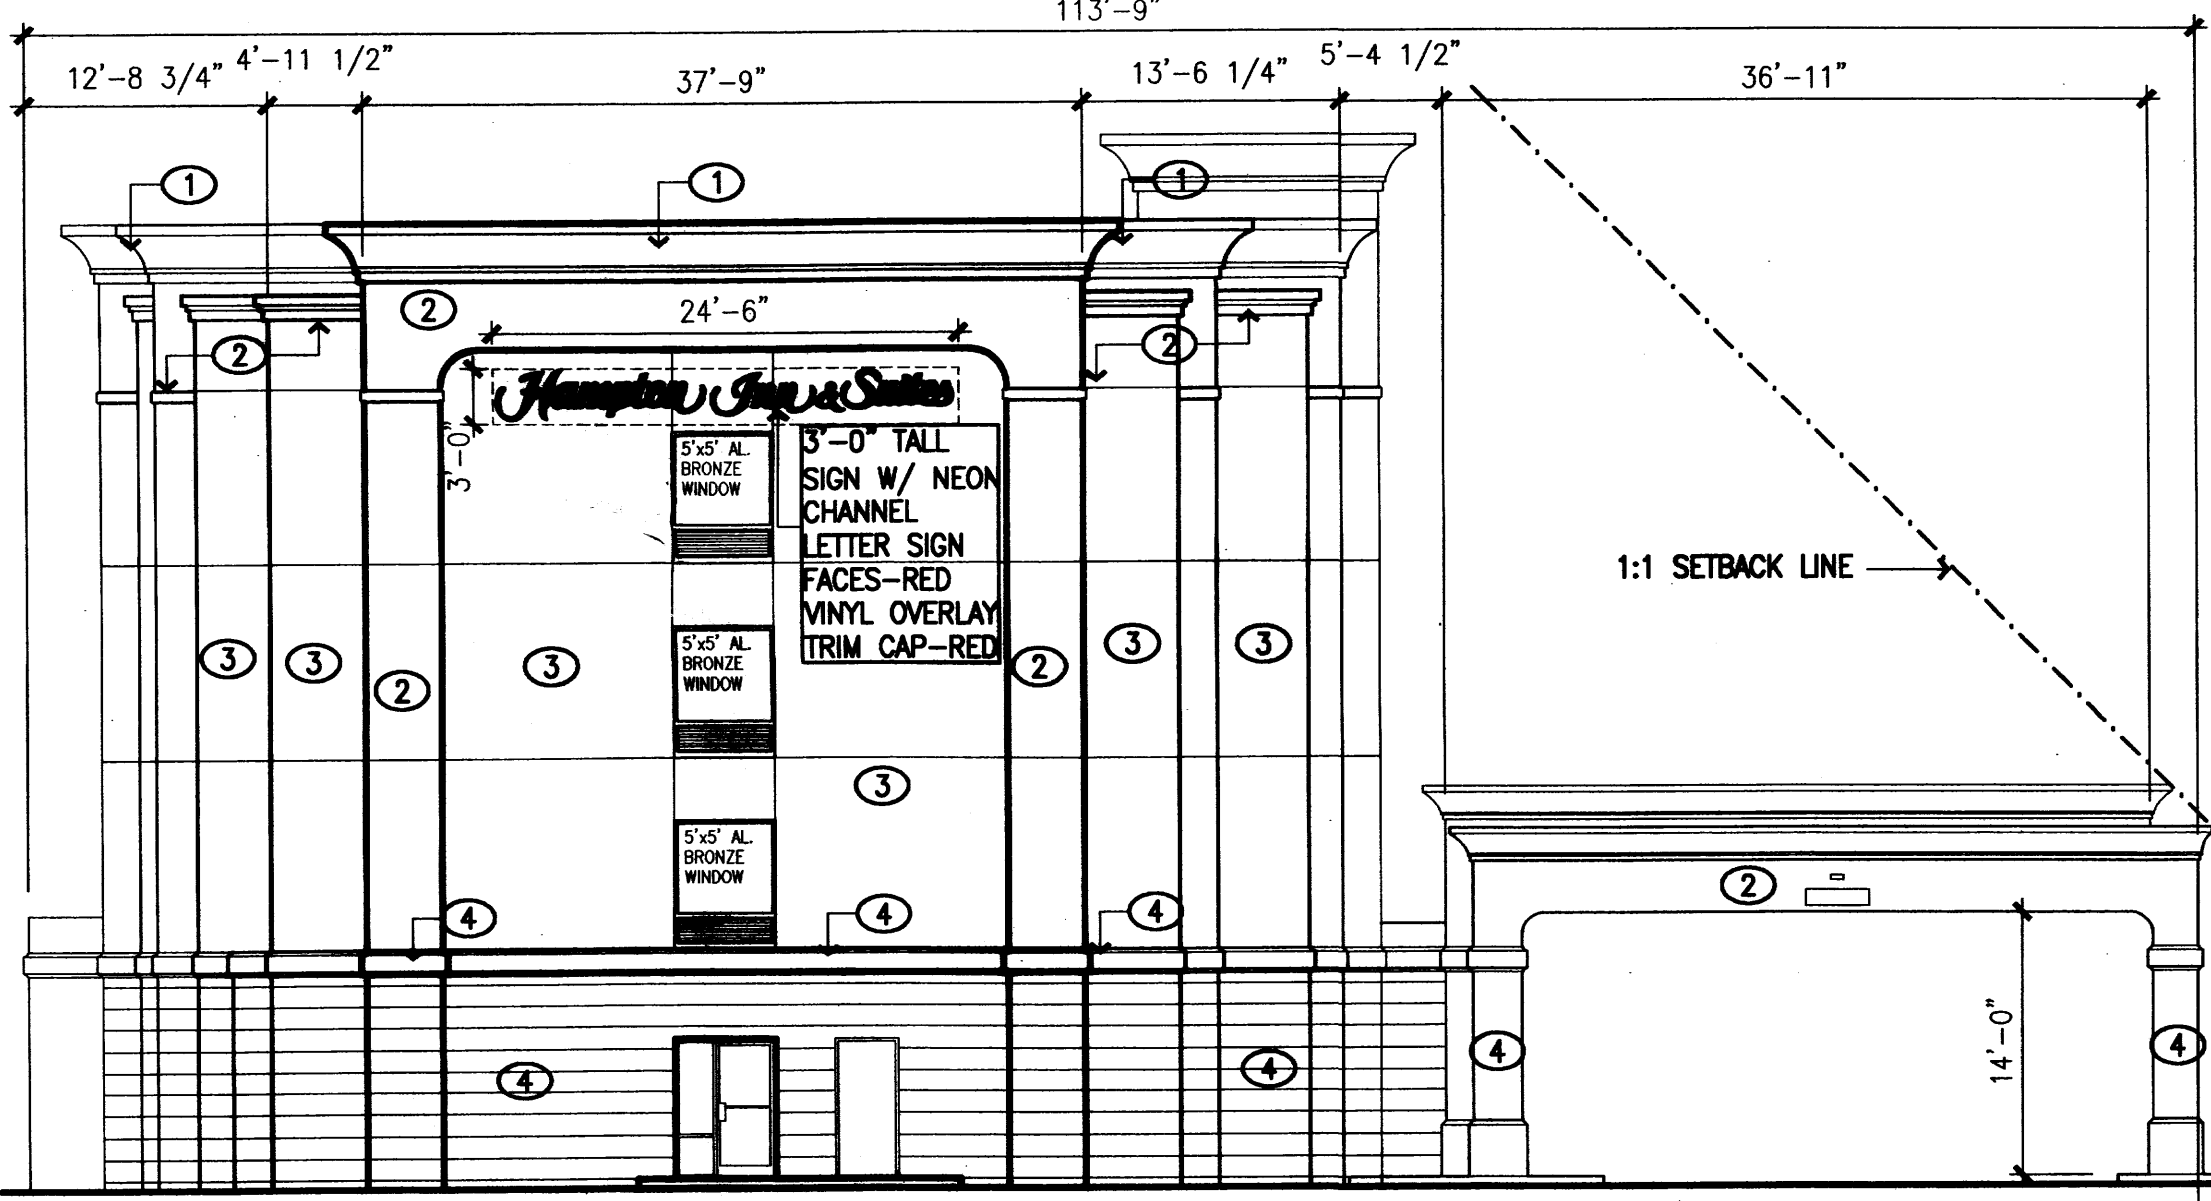 113'-9"
12'-8 3/4"
4'-11 1/2"
37'-9"
13'-6 1/4"
5'-4 1/2"
36'-11"
1
1
1
2
24'-6"
2
2
Hampton Inn & Suites
3'-0"
5'x5' AL.
BRONZE
WINDOW
3'-0" TALL
SIGN W/ NEON
CHANNEL
LETTER SIGN
FACES-RED
VINYL OVERLAY
TRIM CAP-RED
1:1 SETBACK LINE
3
3
2
3
5'x5' AL.
BRONZE
WINDOW
2
3
3
3
5'x5' AL.
BRONZE
WINDOW
2
4
4
4
14'-0"
4
4
4
4